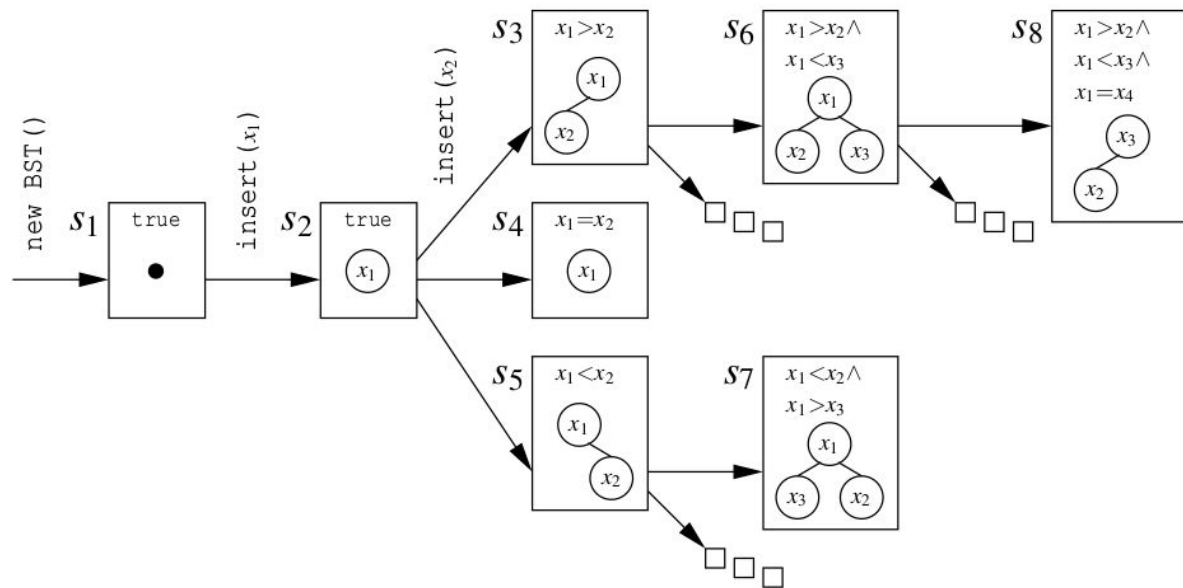 new BST()
s1
true
insert(x1)
s2
true
x1
insert(x2)
s3
x1>x2
x1
x2
s4
x1=x2
x1
s5
x1<x2
x1
x2
s6
x1>x2∧
x1<x3
x1
x2
x3
s7
x1<x2∧
x1>x3
x1
x3
x2
s8
x1>x2∧
x1<x3∧
x1=x4
x3
x2